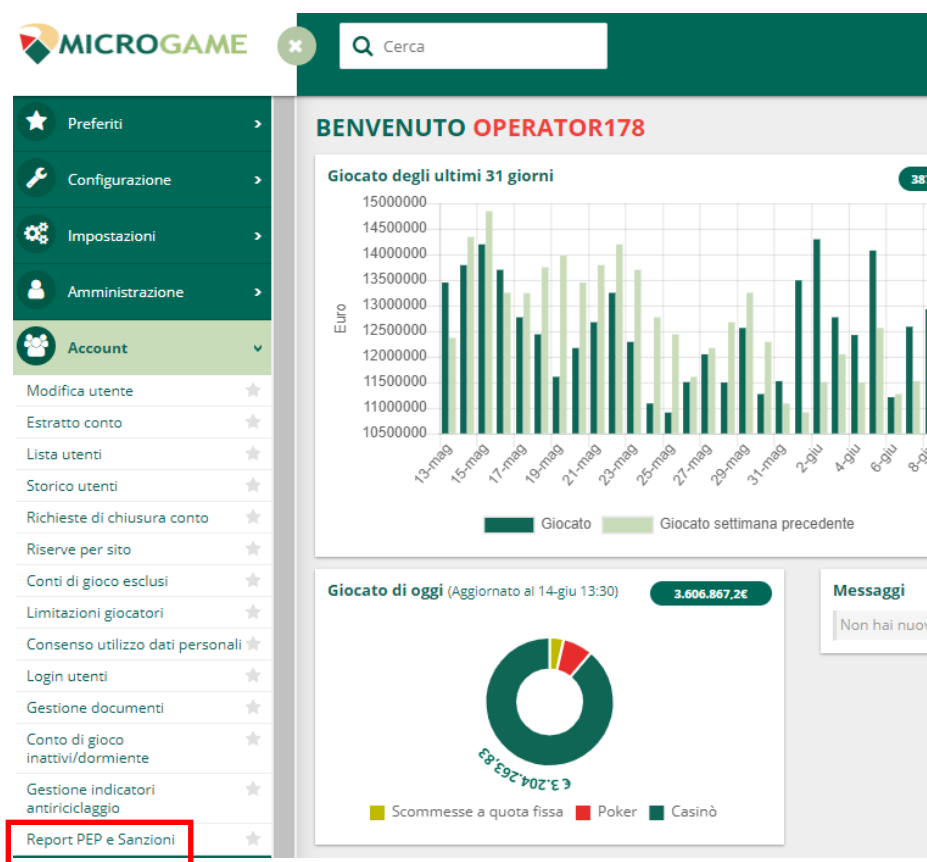 MICROGAME
Cerca
Preferiti
Configurazione
Impostazioni
Amministrazione
Account
Modifica utente
Estratto conto
Lista utenti
Storico utenti
Richieste di chiusura conto
Riserve per sito
Conti di gioco esclusi
Limitazioni giocatori
Consenso utilizzo dati personali
Login utenti
Gestione documenti
Conto di gioco
inattivi/dormiente
Gestione indicatori
antiriciclaggio
Report PEP e Sanzioni
BENVENUTO OPERATOR178
Giocato degli ultimi 31 giorni
15000000
14500000
14000000
13500000
13000000
12500000
12000000
11500000
11000000
10500000
Euro
13-mag
15-mag
17-mag
19-mag
21-mag
23-mag
25-mag
27-mag
29-mag
31-mag
2-giu
4-giu
6-giu
Giocato
Giocato settimana precedente
Giocato di oggi (Aggiornato al 14-giu 13:30)
3.606.867,2€
€ 3.204.263,83
Scommesse a quota fissa
Poker
Casinò
Messaggi
Non hai